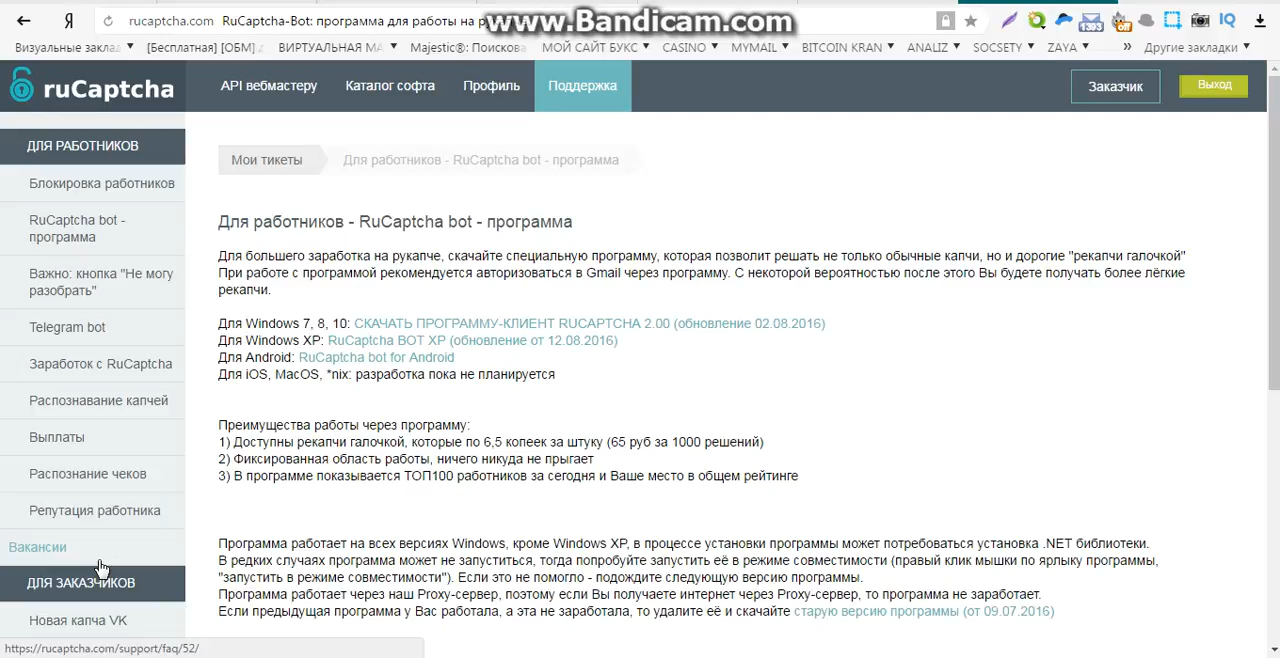 Я
rucaptcha.com RuCaptcha-Bot: программа для работы на
www.Bandicam.com
1393
off
IQ
Визуальные заклад
[Бесплатная] [ОБМ]
ВИРТУАЛЬНАЯ МА
Majestic®: Поискова
МОЙ САЙТ БУКС
CASINO
MYMAIL
BITCOIN KRAN
ANALIZ
SOCSETY
ZAYA
»
Другие закладки
ruCaptcha
API вебмастеру
Каталог софта
Профиль
Поддержка
Заказчик
Выход
ДЛЯ РАБОТНИКОВ
Блокировка работников
RuCaptcha bot -
программа
Важно: кнопка "Не могу
разобрать"
Telegram bot
Заработок с RuCaptcha
Распознавание капчей
Выплаты
Распознание чеков
Репутация работника
Вакансии
ДЛЯ ЗАКАЗЧИКОВ
Новая капча VK
https://rucaptcha.com/support/faq/52/
Мои тикеты
Для работников - RuCaptcha bot - программа
Для работников - RuCaptcha bot - программа
Для большего заработка на рукапче, скачайте специальную программу, которая позволит решать не только обычные капчи, но и дорогие "рекапчи галочкой"
При работе с программой рекомендуется авторизоваться в Gmail через программу. С некоторой вероятностью после этого Вы будете получать более лёгкие
рекапчи.
Для Windows 7, 8, 10: СКАЧАТЬ ПРОГРАММУ-КЛИЕНТ RUCAPTCHA 2.00 (обновление 02.08.2016)
Для Windows XP: RuCaptcha BOT XP (обновление от 12.08.2016)
Для Android: RuCaptcha bot for Android
Для iOS, MacOS, *nix: разработка пока не планируется
Преимущества работы через программу:
1) Доступны рекапчи галочкой, которые по 6,5 копеек за штуку (65 руб за 1000 решений)
2) Фиксированная область работы, ничего никуда не прыгает
3) В программе показывается ТОП100 работников за сегодня и Ваше место в общем рейтинге
Программа работает на всех версиях Windows, кроме Windows XP, в процессе установки программы может потребоваться установка .NET библиотеки.
В редких случаях программа может не запуститься, тогда попробуйте запустить её в режиме совместимости (правый клик мышки по ярлыку программы,
"запустить в режиме совместимости"). Если это не помогло - подождите следующую версию программы.
Программа работает через наш Proxy-сервер, поэтому если Вы получаете интернет через Proxy-сервер, то программа не заработает.
Если предыдущая программа у Вас работала, а эта не заработала, то удалите её и скачайте старую версию программы (от 09.07.2016)